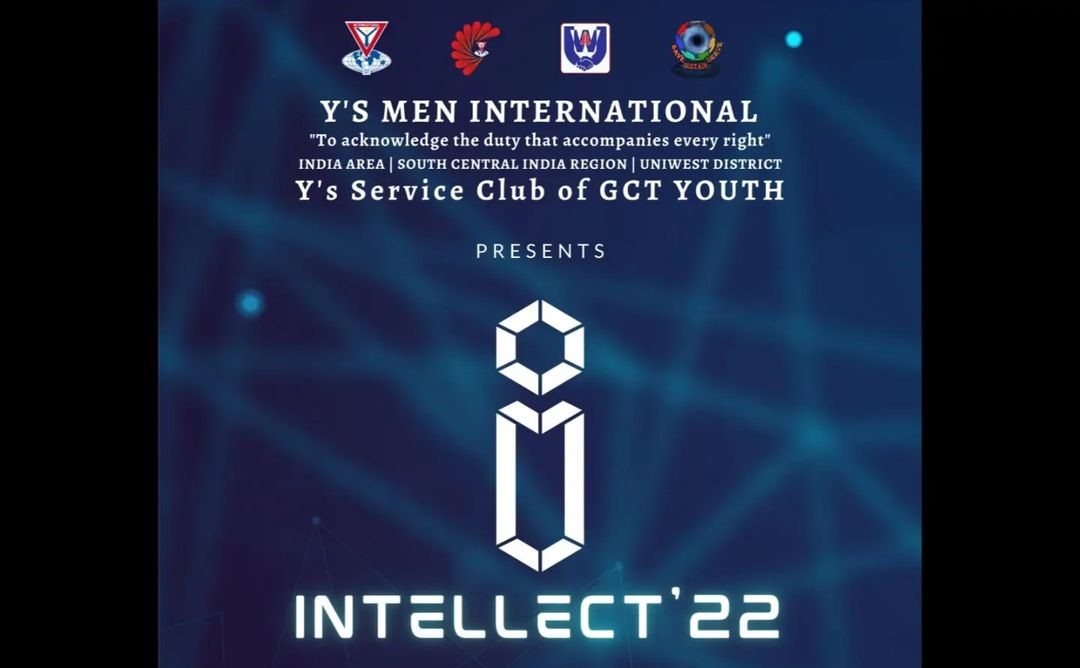 Y'S MEN INTERNATIONAL
"To acknowledge the duty that accompanies every right"
INDIA AREA | SOUTH CENTRAL INDIA REGION | UNIWEST DISTRICT
Y's Service Club of GCT YOUTH
PRESENTS
INTELLECT'22